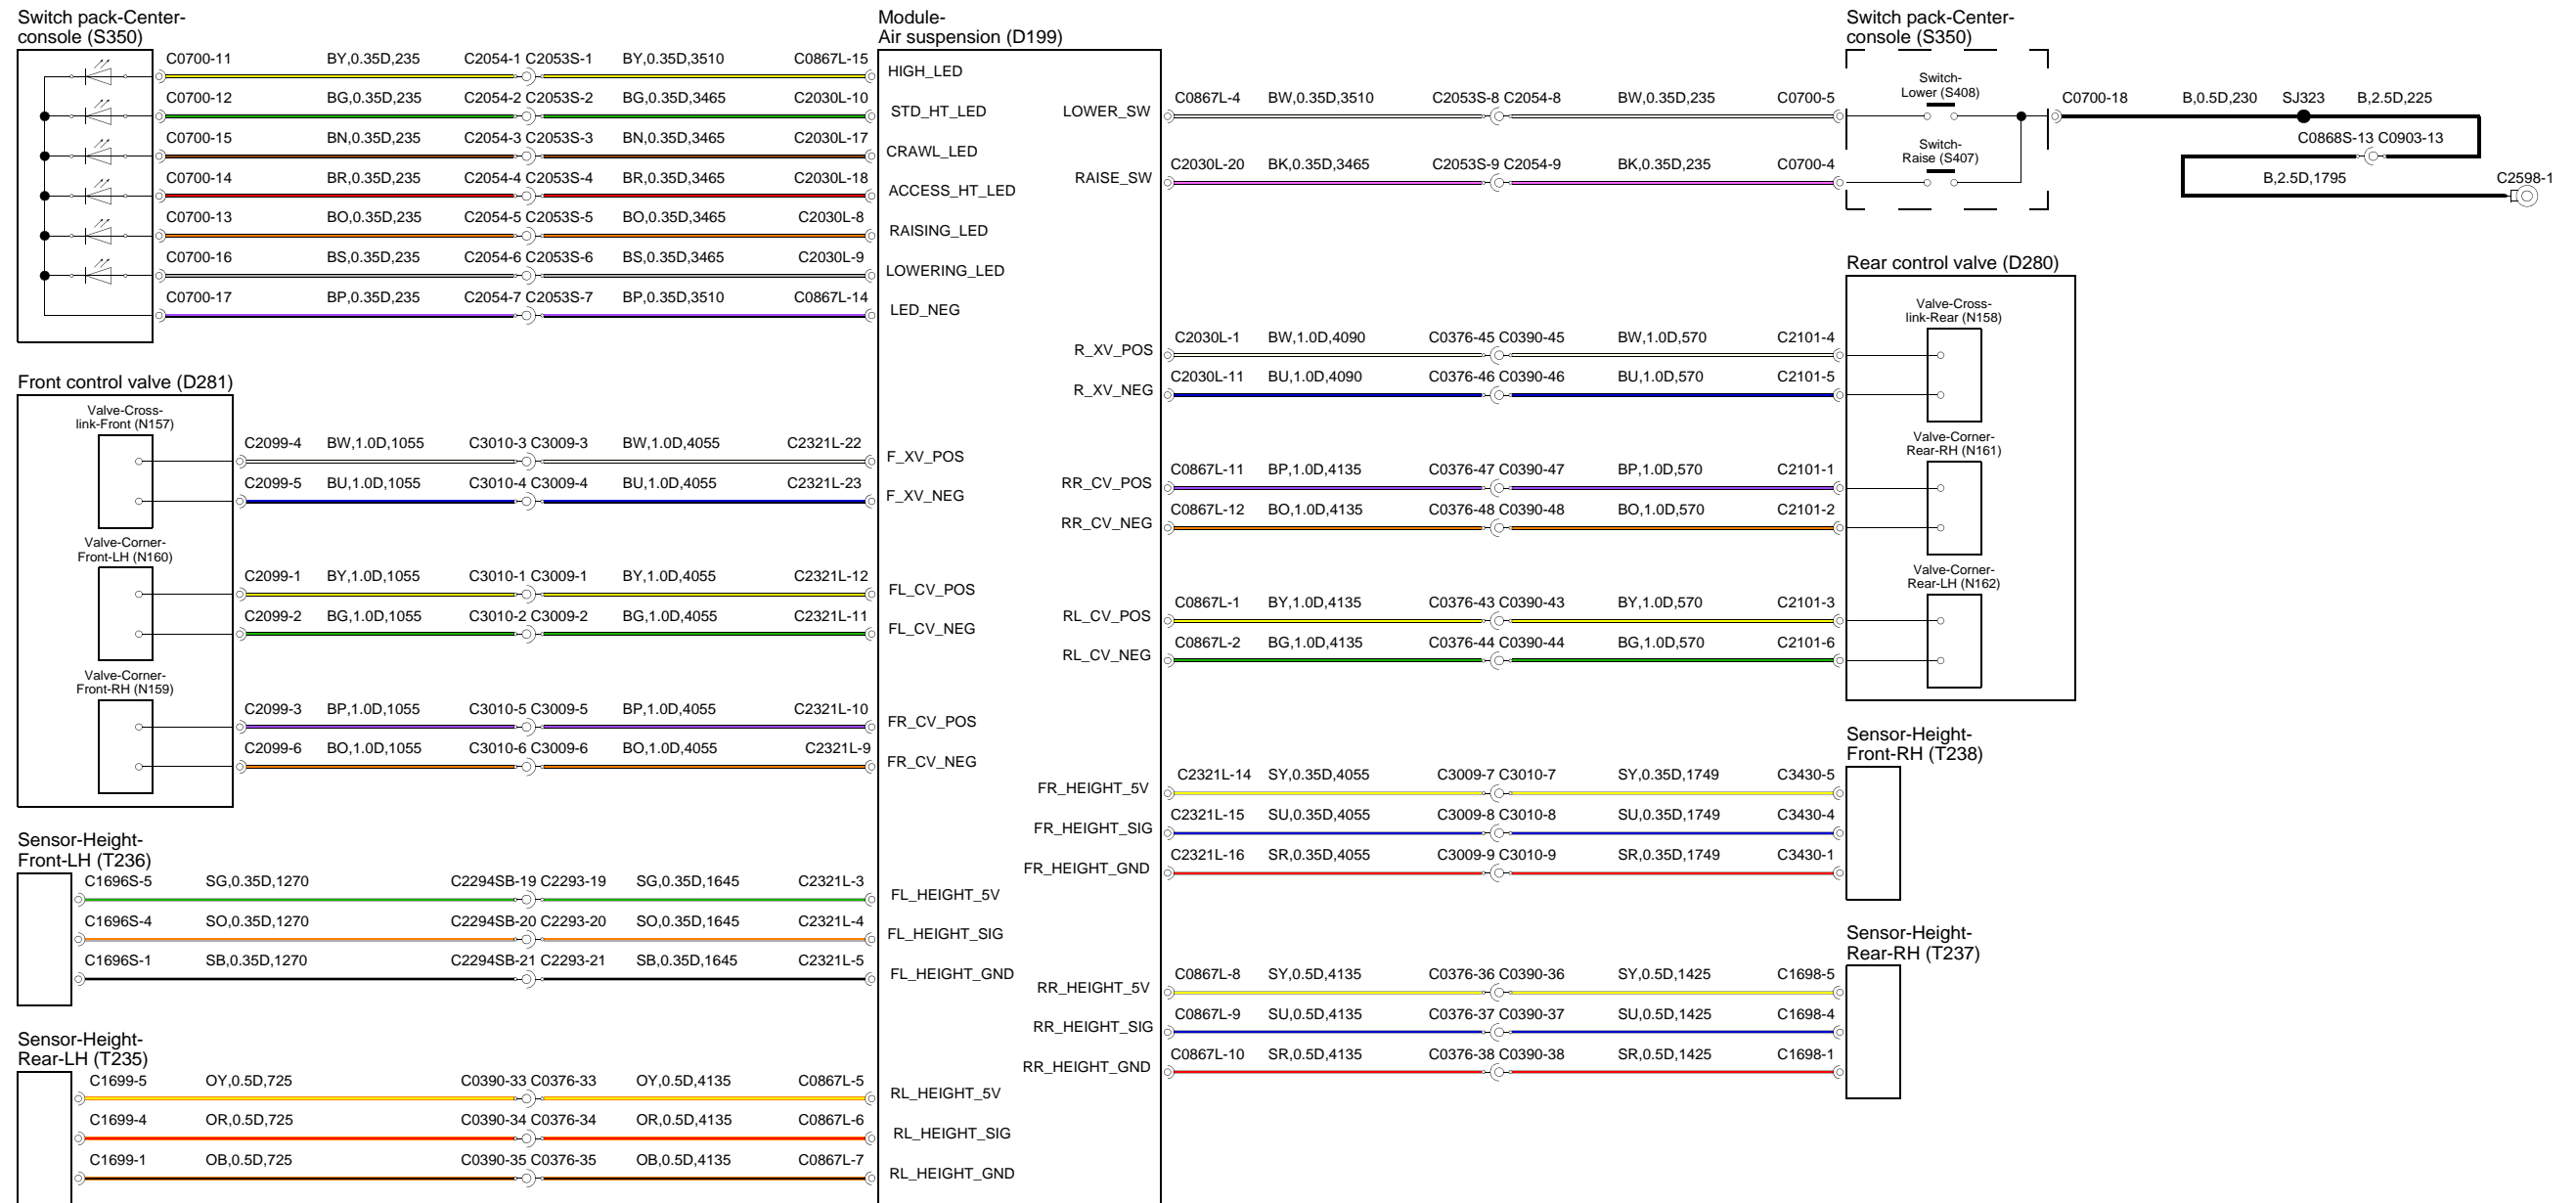 Switch pack-Center-
console (S350)
C0700-11 BY,0.35D,235 C2054-1 C2053S-1 BY,0.35D,3510 C0867L-15
C0700-12 BG,0.35D,235 C2054-2 C2053S-2 BG,0.35D,3465 C2030L-10
C0700-15 BN,0.35D,235 C2054-3 C2053S-3 BN,0.35D,3465 C2030L-17
C0700-14 BR,0.35D,235 C2054-4 C2053S-4 BR,0.35D,3465 C2030L-18
C0700-13 BO,0.35D,235 C2054-5 C2053S-5 BO,0.35D,3465 C2030L-8
C0700-16 BS,0.35D,235 C2054-6 C2053S-6 BS,0.35D,3465 C2030L-9
C0700-17 BP,0.35D,235 C2054-7 C2053S-7 BP,0.35D,3510 C0867L-14
Front control valve (D281)
Valve-Cross-
link-Front (N157)
C2099-4 BW,1.0D,1055 C3010-3 C3009-3 BW,1.0D,4055 C2321L-22
C2099-5 BU,1.0D,1055 C3010-4 C3009-4 BU,1.0D,4055 C2321L-23
Valve-Corner-
Front-LH (N160)
C2099-1 BY,1.0D,1055 C3010-1 C3009-1 BY,1.0D,4055 C2321L-12
C2099-2 BG,1.0D,1055 C3010-2 C3009-2 BG,1.0D,4055 C2321L-11
Valve-Corner-
Front-RH (N159)
C2099-3 BP,1.0D,1055 C3010-5 C3009-5 BP,1.0D,4055 C2321L-10
C2099-6 BO,1.0D,1055 C3010-6 C3009-6 BO,1.0D,4055 C2321L-9
Sensor-Height-
Front-LH (T236)
C1696S-5 SG,0.35D,1270 C2294SB-19 C2293-19 SG,0.35D,1645 C2321L-3
C1696S-4 SO,0.35D,1270 C2294SB-20 C2293-20 SO,0.35D,1645 C2321L-4
C1696S-1 SB,0.35D,1270 C2294SB-21 C2293-21 SB,0.35D,1645 C2321L-5
Sensor-Height-
Rear-LH (T235)
C1699-5 OY,0.5D,725 C0390-33 C0376-33 OY,0.5D,4135 C0867L-5
C1699-4 OR,0.5D,725 C0390-34 C0376-34 OR,0.5D,4135 C0867L-6
C1699-1 OB,0.5D,725 C0390-35 C0376-35 OB,0.5D,4135 C0867L-7
Module-
Air suspension (D199)
HIGH_LED
STD_HT_LED
CRAWL_LED
ACCESS_HT_LED
RAISING_LED
LOWERING_LED
LED_NEG
F_XV_POS
F_XV_NEG
FL_CV_POS
FL_CV_NEG
FR_CV_POS
FR_CV_NEG
FL_HEIGHT_5V
FL_HEIGHT_SIG
FL_HEIGHT_GND
RL_HEIGHT_5V
RL_HEIGHT_SIG
RL_HEIGHT_GND
LOWER_SW
RAISE_SW
R_XV_POS
R_XV_NEG
RR_CV_POS
RR_CV_NEG
RL_CV_POS
RL_CV_NEG
FR_HEIGHT_5V
FR_HEIGHT_SIG
FR_HEIGHT_GND
RR_HEIGHT_5V
RR_HEIGHT_SIG
RR_HEIGHT_GND
C0867L-4 BW,0.35D,3510 C2053S-8 C2054-8 BW,0.35D,235 C0700-5
C2030L-20 BK,0.35D,3465 C2053S-9 C2054-9 BK,0.35D,235 C0700-4
Switch pack-Center-
console (S350)
Switch-
Lower (S408)
Switch-
Raise (S407)
C0700-18 B,0.5D,230 SJ323 B,2.5D,225
C0868S-13 C0903-13
B,2.5D,1795 C2598-1
Rear control valve (D280)
Valve-Cross-
link-Rear (N158)
C2030L-1 BW,1.0D,4090 C0376-45 C0390-45 BW,1.0D,570 C2101-4
C2030L-11 BU,1.0D,4090 C0376-46 C0390-46 BU,1.0D,570 C2101-5
Valve-Corner-
Rear-RH (N161)
C0867L-11 BP,1.0D,4135 C0376-47 C0390-47 BP,1.0D,570 C2101-1
C0867L-12 BO,1.0D,4135 C0376-48 C0390-48 BO,1.0D,570 C2101-2
Valve-Corner-
Rear-LH (N162)
C0867L-1 BY,1.0D,4135 C0376-43 C0390-43 BY,1.0D,570 C2101-3
C0867L-2 BG,1.0D,4135 C0376-44 C0390-44 BG,1.0D,570 C2101-6
Sensor-Height-
Front-RH (T238)
C2321L-14 SY,0.35D,4055 C3009-7 C3010-7 SY,0.35D,1749 C3430-5
C2321L-15 SU,0.35D,4055 C3009-8 C3010-8 SU,0.35D,1749 C3430-4
C2321L-16 SR,0.35D,4055 C3009-9 C3010-9 SR,0.35D,1749 C3430-1
Sensor-Height-
Rear-RH (T237)
C0867L-8 SY,0.5D,4135 C0376-36 C0390-36 SY,0.5D,1425 C1698-5
C0867L-9 SU,0.5D,4135 C0376-37 C0390-37 SU,0.5D,1425 C1698-4
C0867L-10 SR,0.5D,4135 C0376-38 C0390-38 SR,0.5D,1425 C1698-1